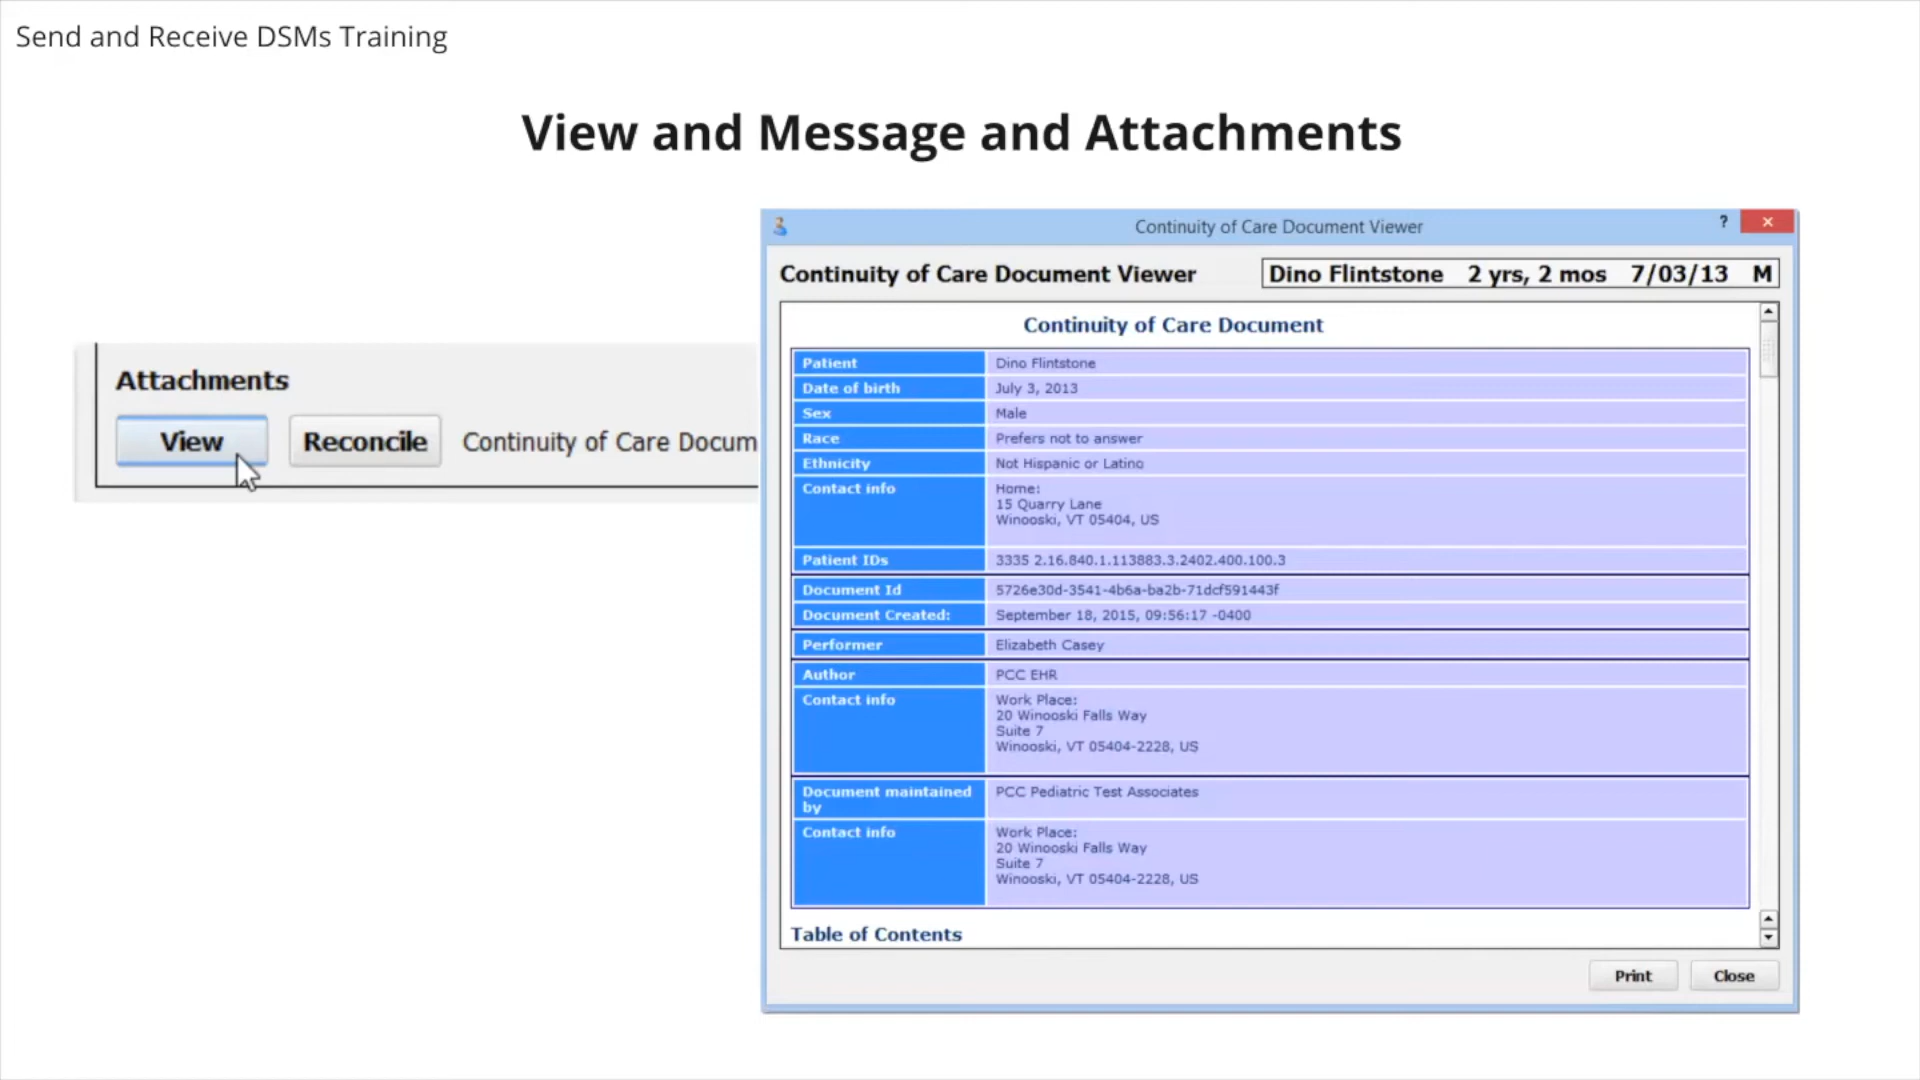 Send and Receive DSMs Training
View and Message and Attachments
Attachments
View
Reconcile
Continuity of Care Docum
Continuity of Care Document Viewer
?
Continuity of Care Document Viewer
Dino Flintstone 2 yrs, 2 mos 7/03/13 M
Continuity of Care Document
Patient Dino Flintstone
Date of birth July 3, 2013
Sex Male
Race Prefers not to answer
Ethnicity Not Hispanic or Latino
Contact info Home:
15 Quarry Lane
Winooski, VT 05404, US
Patient IDs 3335 2.16.840.1.113883.3.2402.400.100.3
Document Id 5726e30d-3541-4b6a-ba2b-71dcf591443f
Document Created: September 18, 2015, 09:56:17 -0400
Performer Elizabeth Casey
Author PCC EHR
Contact info Work Place:
20 Winooski Falls Way
Suite 7
Winooski, VT 05404-2228, US
Document maintained PCC Pediatric Test Associates
by
Contact info Work Place:
20 Winooski Falls Way
Suite 7
Winooski, VT 05404-2228, US
Table of Contents
Print
Close